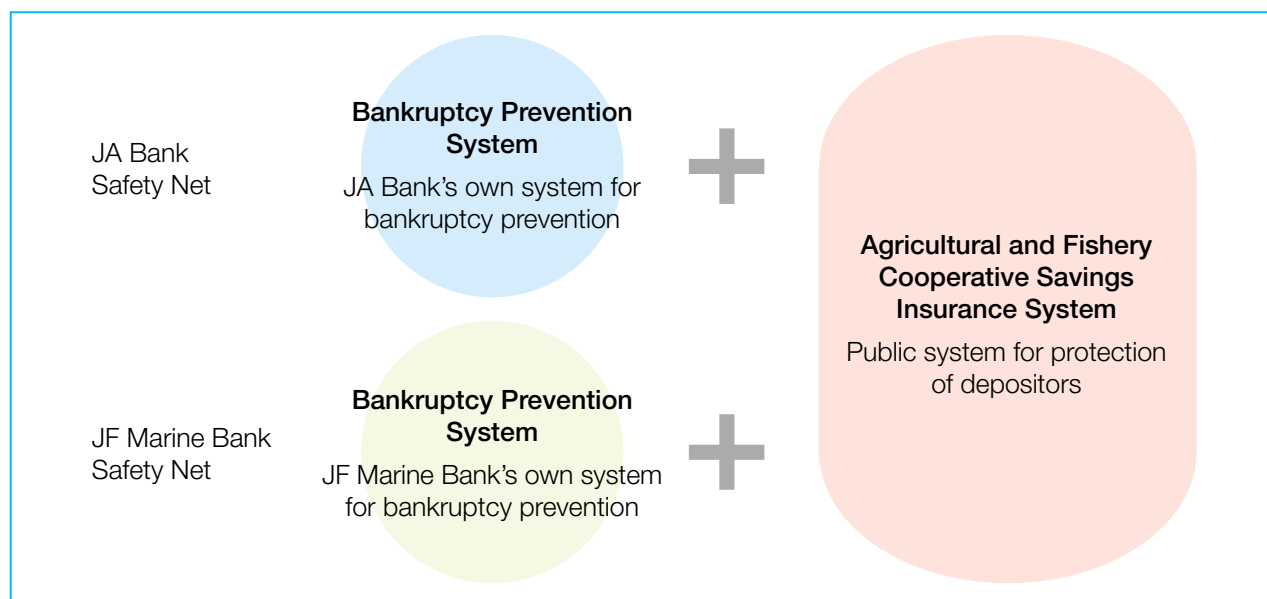 JA Bank
Safety Net
Bankruptcy Prevention
System
JA Bank’s own system for
bankruptcy prevention
JF Marine Bank
Safety Net
Bankruptcy Prevention
System
JF Marine Bank’s own system
for bankruptcy prevention
Agricultural and Fishery
Cooperative Savings
Insurance System
Public system for protection
of depositors